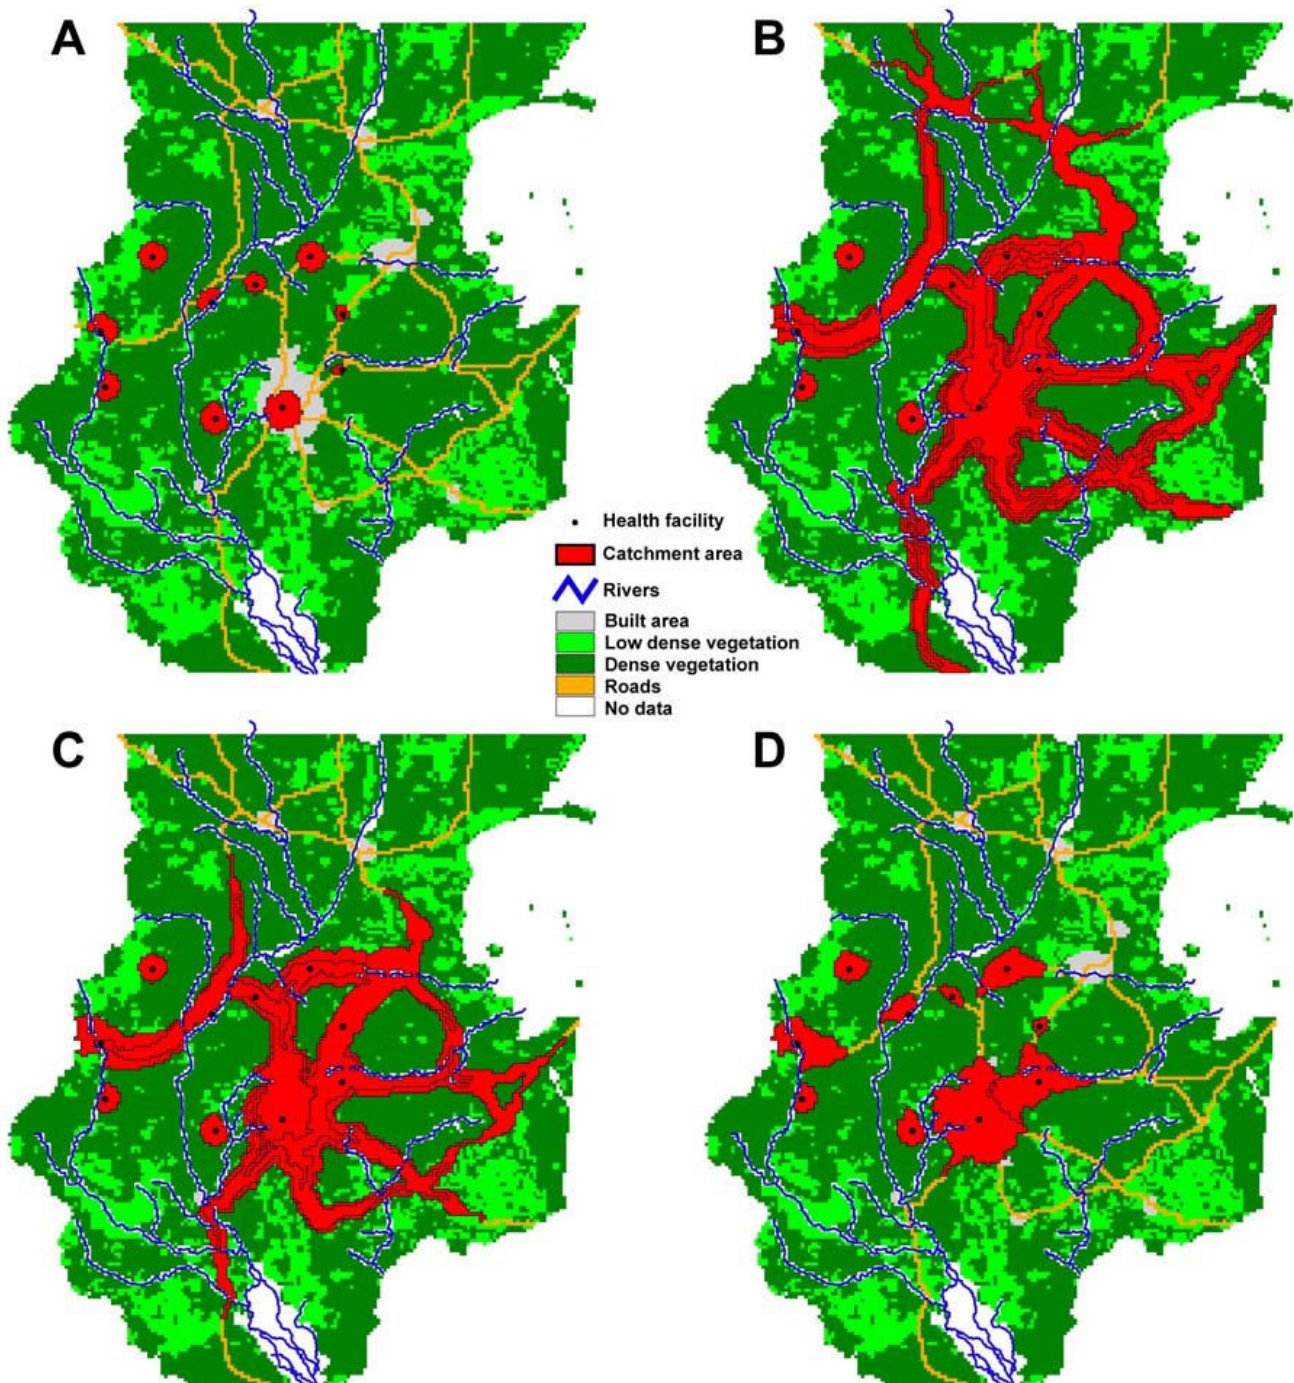 A
B
Health facility
Catchment area
Rivers
Built area
Low dense vegetation
Dense vegetation
Roads
No data
C
D